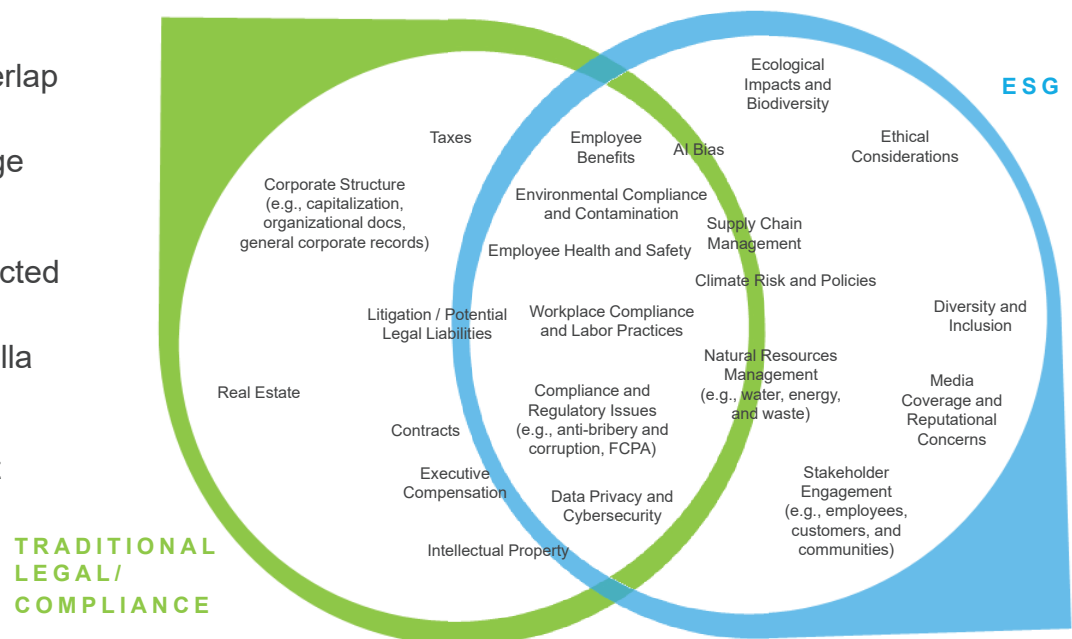 erlap
ge
cted
lla
Taxes
Corporate Structure
(e.g., capitalization,
organizational docs,
general corporate records)
Litigation / Potential
Legal Liabilities
Real Estate
Contracts
Executive
Compensation
Intellectual Property
TRADITIONAL
LEGAL/
COMPLIANCE
Employee
Benefits
AI Bias
Environmental Compliance
and Contamination
Employee Health and Safety
Workplace Compliance
and Labor Practices
Compliance and
Regulatory Issues
(e.g., anti-bribery and
corruption, FCPA)
Data Privacy and
Cybersecurity
Supply Chain
Management
Climate Risk and Policies
Natural Resources
Management
(e.g., water, energy,
and waste)
Ecological
Impacts and
Biodiversity
ESG
Ethical
Considerations
Diversity and
Inclusion
Media
Coverage and
Reputational
Concerns
Stakeholder
Engagement
(e.g., employees,
customers, and
communities)